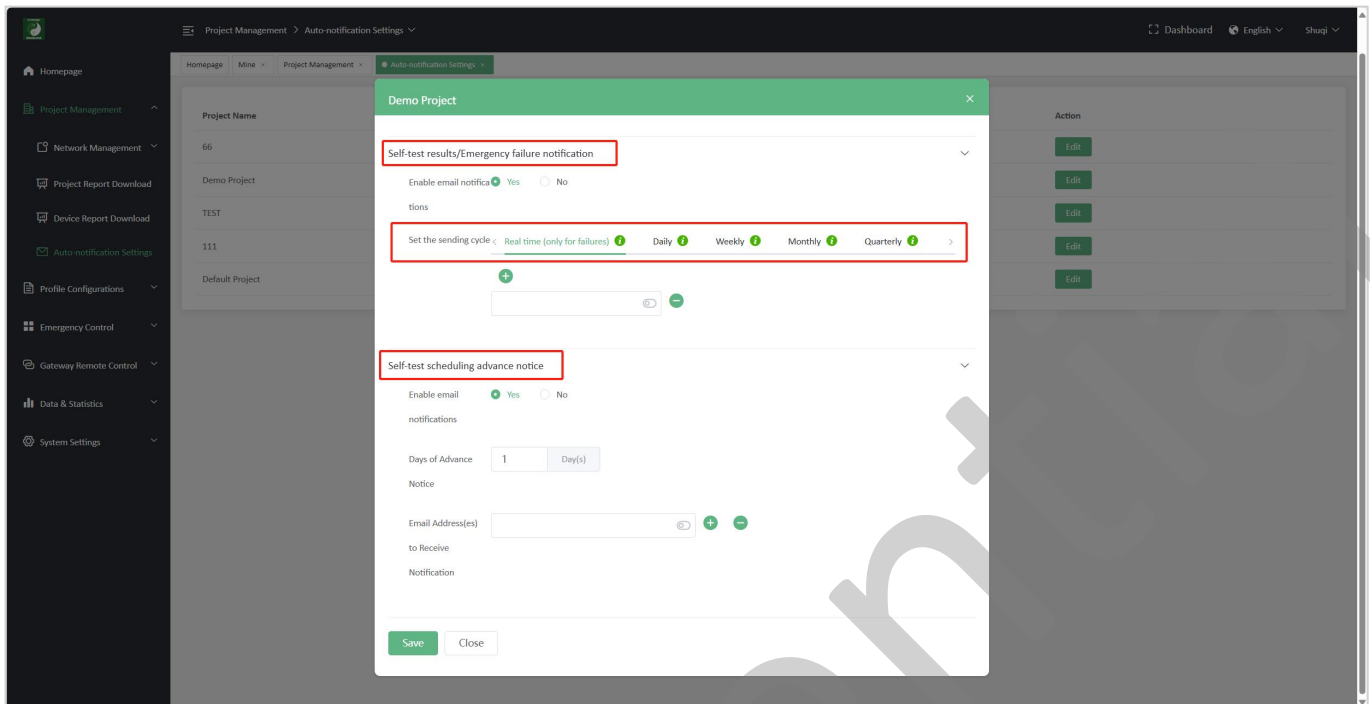 Project Management > Auto-notification Settings
Dashboard English Shuqi
Homepage Mine × Project Management × Auto-notification Settings ×
Homepage
Project Management
Network Management
Project Report Download
Device Report Download
Auto-notification Settings
Profile Configurations
Emergency Control
Gateway Remote Control
Data & Statistics
System Settings
Project Name Action
66 Edit
Demo Project Edit
TEST Edit
111 Edit
Default Project Edit
Demo Project ×
Self-test results/Emergency failure notification
Enable email notifica Yes No
tions
Set the sending cycle < Real time (only for failures) i Daily i Weekly i Monthly i Quarterly i >
Self-test scheduling advance notice
Enable email Yes No
notifications
Days of Advance 1 Day(s)
Notice
Email Address(es)
to Receive
Notification
Save Close